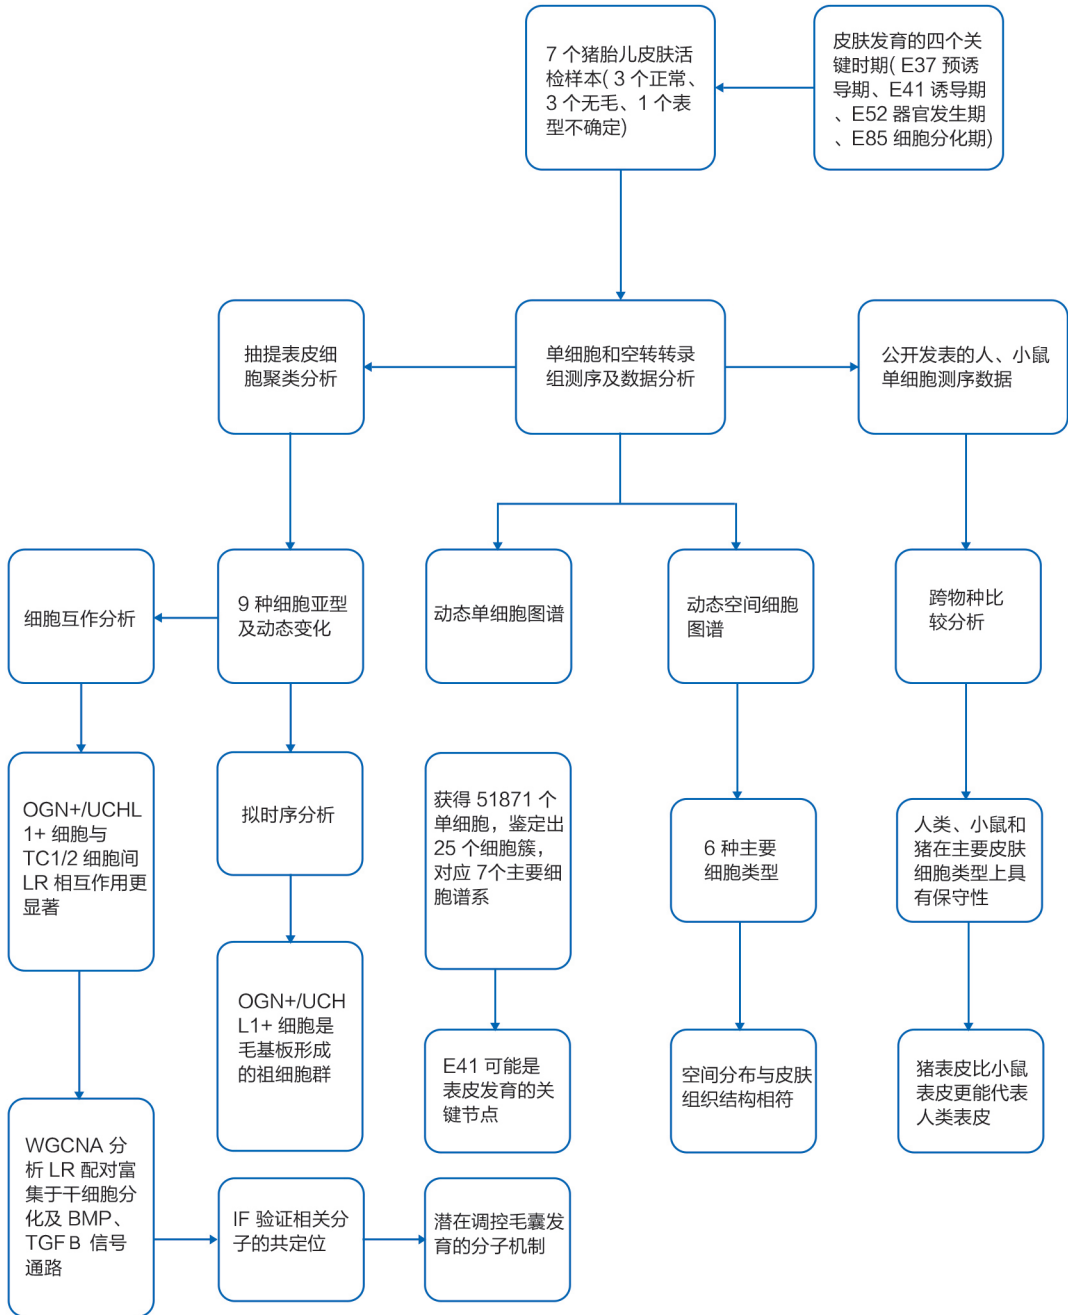 7 个猪胎儿皮肤活
检样本( 3 个正常、
3 个无毛、1 个表
型不确定)
皮肤发育的四个关
键时期( E37 预诱
导期、E41 诱导期
、E52 器官发生期
、E85 细胞分化期)
抽提表皮细
胞聚类分析
单细胞和空转转录
组测序及数据分析
公开发表的人、小鼠
单细胞测序数据
细胞互作分析
9 种细胞亚型
及动态变化
动态单细胞图谱
动态空间细胞
图谱
跨物种比
较分析
OGN+/UCHL
1+ 细胞与
TC1/2 细胞间
LR 相互作用更
显著
拟时序分析
获得 51871 个
单细胞，鉴定出
25 个细胞簇，
对应 7个主要细
胞谱系
6 种主要
细胞类型
人类、小鼠和
猪在主要皮肤
细胞类型上具
有保守性
OGN+/UCH
L1+ 细胞是
毛基板形成
的祖细胞群
E41 可能是
表皮发育的关
键节点
空间分布与皮肤
组织结构相符
猪表皮比小鼠
表皮更能代表
人类表皮
WGCNA 分
析 LR 配对富
集于干细胞分
化及 BMP、
TGF B 信号
通路
IF 验证相关分
子的共定位
潜在调控毛囊发
育的分子机制